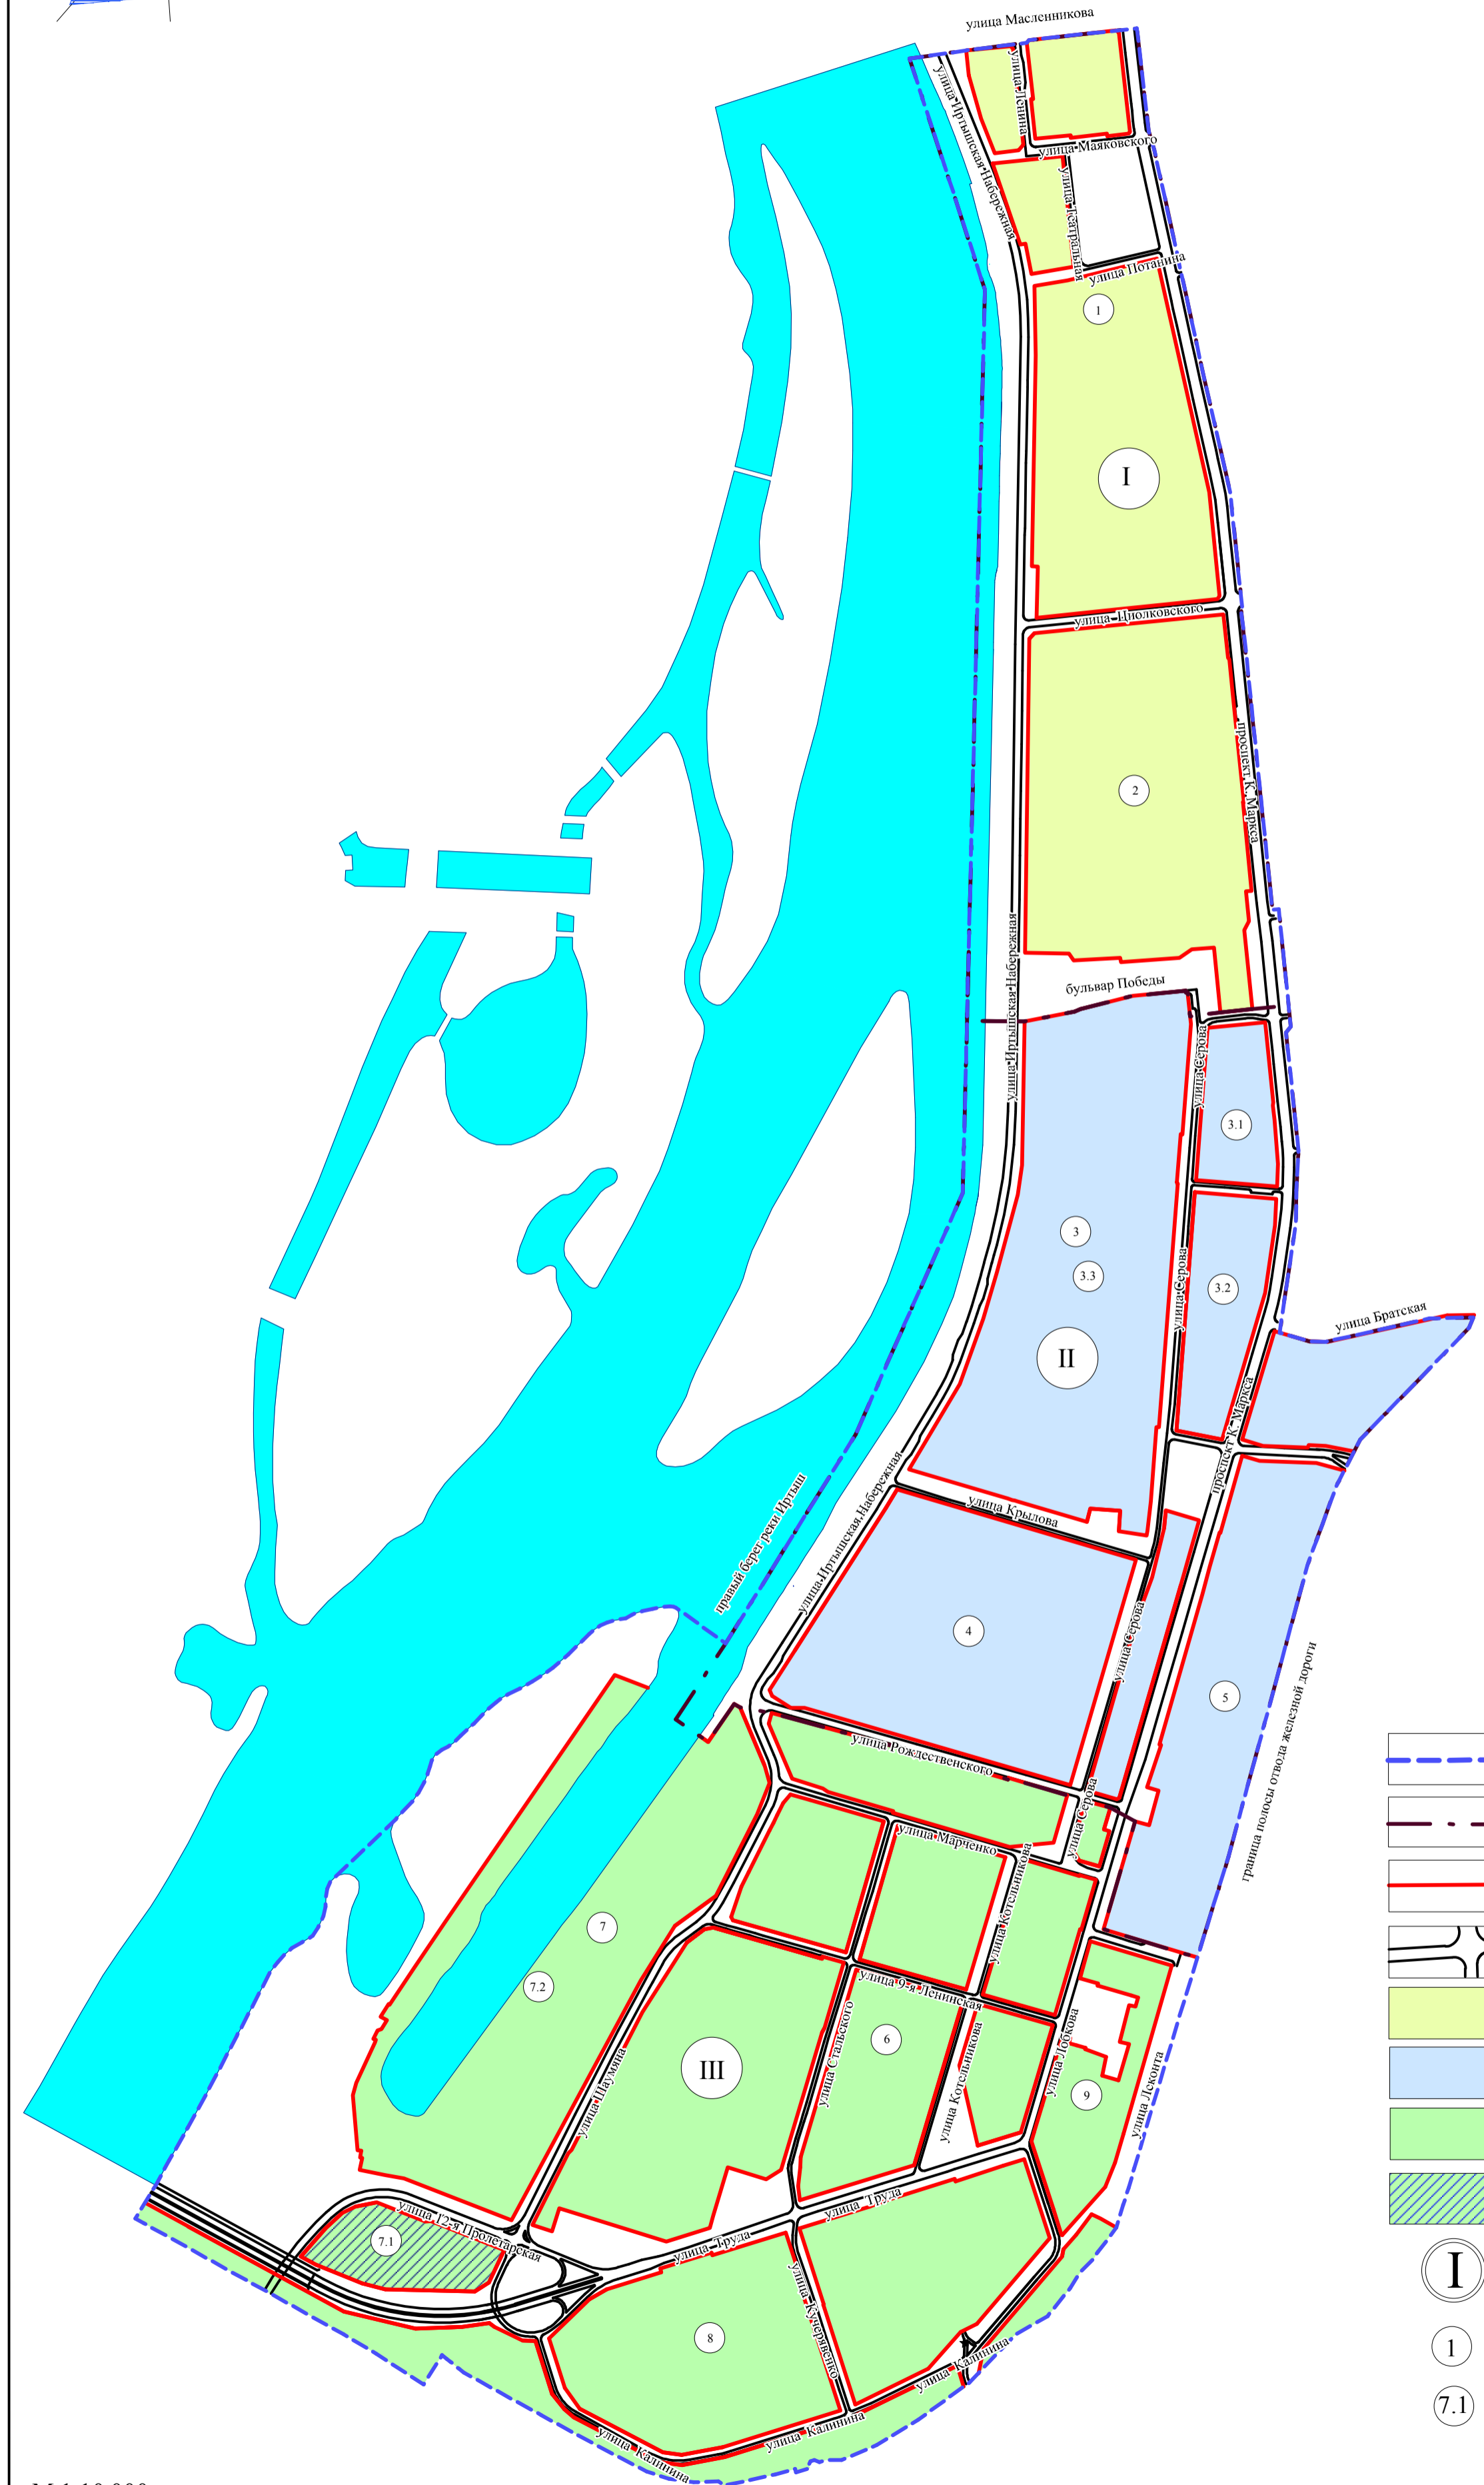 улица Масленникова
улица Ленина
улица Иртышская Набережная
улица Маяковского
улица Театральная
улица Потанина
1
I
улица Циолковского
проспект К. Маркса
2
улица Иртышская Набережная
бульвар Победы
улица Серова
3.1
3
3.3
улица Серова
3.2
улица Братская
II
проспект К. Маркса
правый берег реки Иртыш
улица Иртышская Набережная
улица Крылова
4
улица Серова
5
граница полосы отвода железной дороги
улица Рождественского
улица Серова
улица Марченко
улица Котельникова
7
7.2
улица 9-я Ленинская
6
III
улица Стальского
улица Шаумяна
улица Котельникова
улица Лобкова
9
улица Леконта
улица 12-я Пролетарская
7.1
улица Труда
улица Труда
улица Кучерявенко
8
улица Калинина
улица Калинина
улица Калинина
I
1
7.1